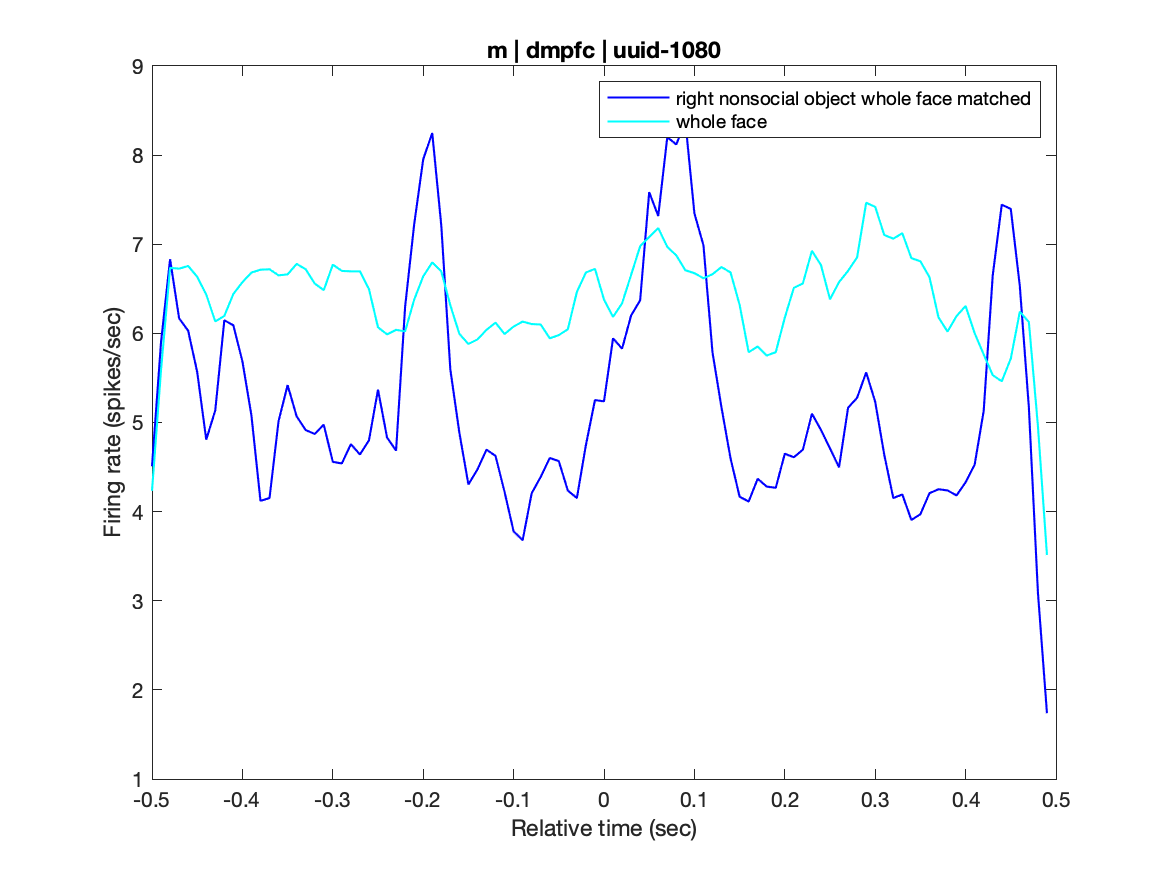 m | dmpfc | uuid-1080
9
8
7
6
5
4
3
2
1
Firing rate (spikes/sec)
right nonsocial object whole face matched
whole face
-0.5 -0.4 -0.3 -0.2 -0.1 0 0.1 0.2 0.3 0.4 0.5
Relative time (sec)